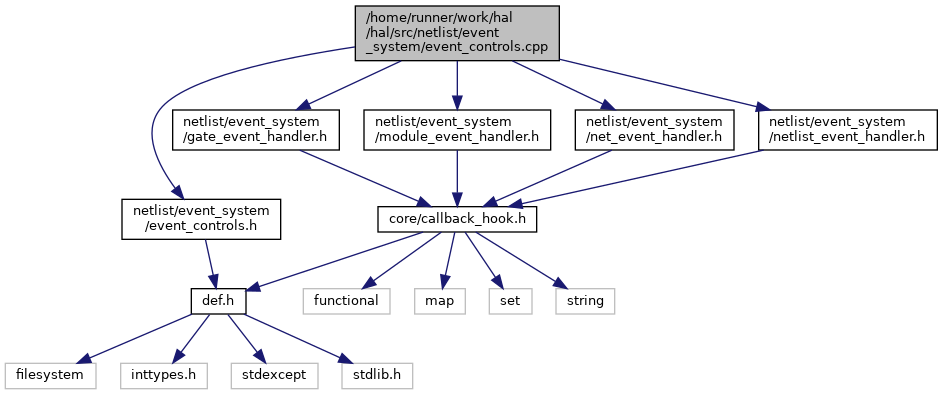 /home/runner/work/hal
/hal/src/netlist/event
_system/event_controls.cpp
netlist/event_system
/gate_event_handler.h
netlist/event_system
/module_event_handler.h
netlist/event_system
/net_event_handler.h
netlist/event_system
/netlist_event_handler.h
netlist/event_system
/event_controls.h
core/callback_hook.h
def.h
functional
map
set
string
filesystem
inttypes.h
stdexcept
stdlib.h